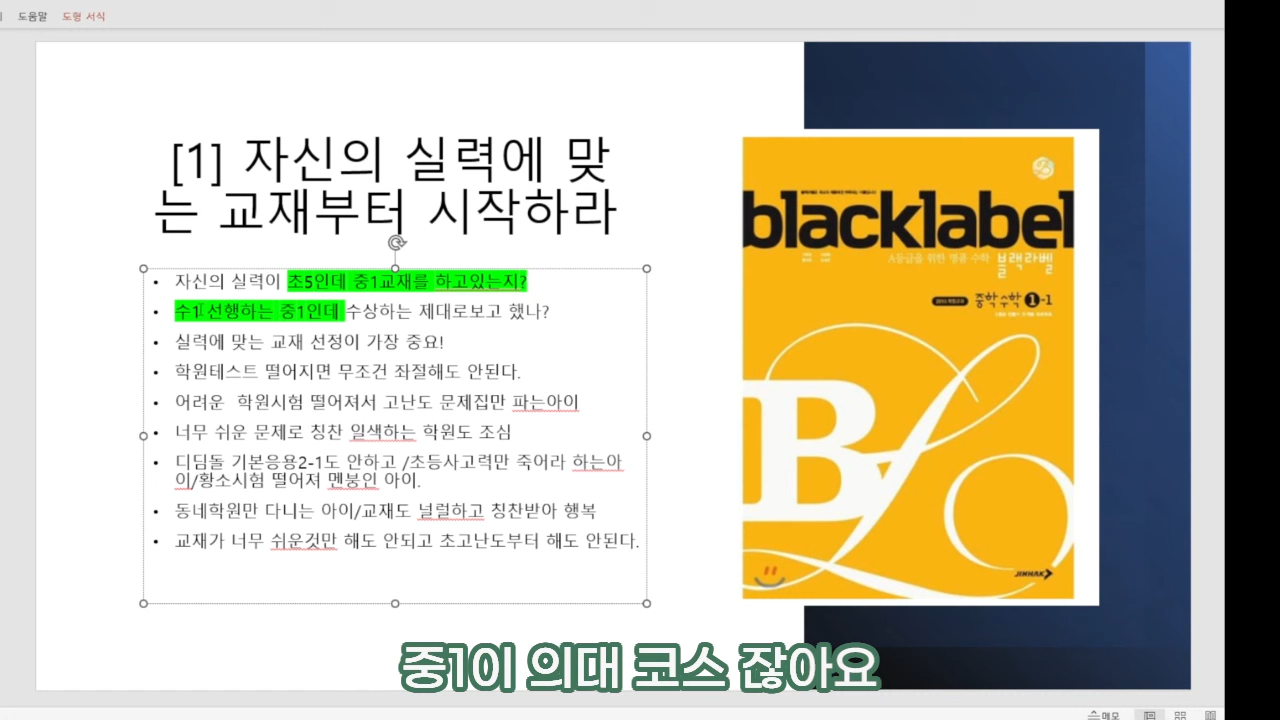 도움말 도형 서식
[1] 자신의 실력에 맞
는 교재부터 시작하라
• 자신의 실력이 초5인데 중1교재를 하고있는지?
• 수1 선행하는 중1인데 수상하는 제대로보고 했나?
• 실력에 맞는 교재 선정이 가장 중요!
• 학원테스트 떨어지면 무조건 좌절해도 안된다.
• 어려운 학원시험 떨어져서 고난도 문제집만 파는아이
• 너무 쉬운 문제로 칭찬 일색하는 학원도 조심
• 디딤돌 기본응용2-1도 안하고 /초등사고력만 죽어라 하는아
이/황소시험 떨어져 멘붕인 아이.
• 동네학원만 다니는 아이/교재도 널럴하고 칭찬받아 행복
• 교재가 너무 쉬운것만 해도 안되고 초고난도부터 해도 안된다.
blacklabel
A등급을 위한 명품 수학 블랙라벨
중학 수학 1-1
B
JINHAK
중1이 의대 코스 잖아요
메모